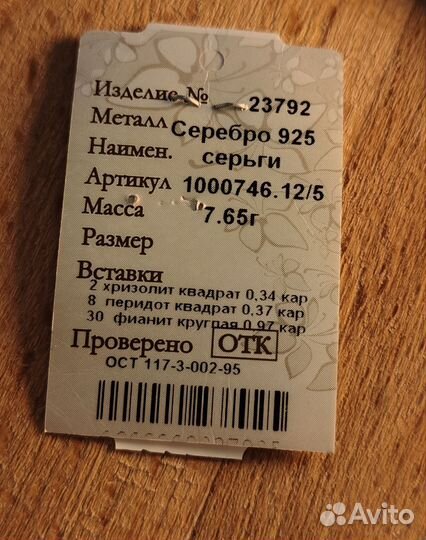 Изделие № 23792
Металл Серебро 925
Наимен. серьги
Артикул 1000746.12/5
Масса 7.65г
Размер
Вставки
2 хризолит квадрат 0,34 кар
8 перидот квадрат 0,37 кар
30 фианит круглая 0,97 кар
Проверено ОТК
ОСТ 117-3-002-95
Avito